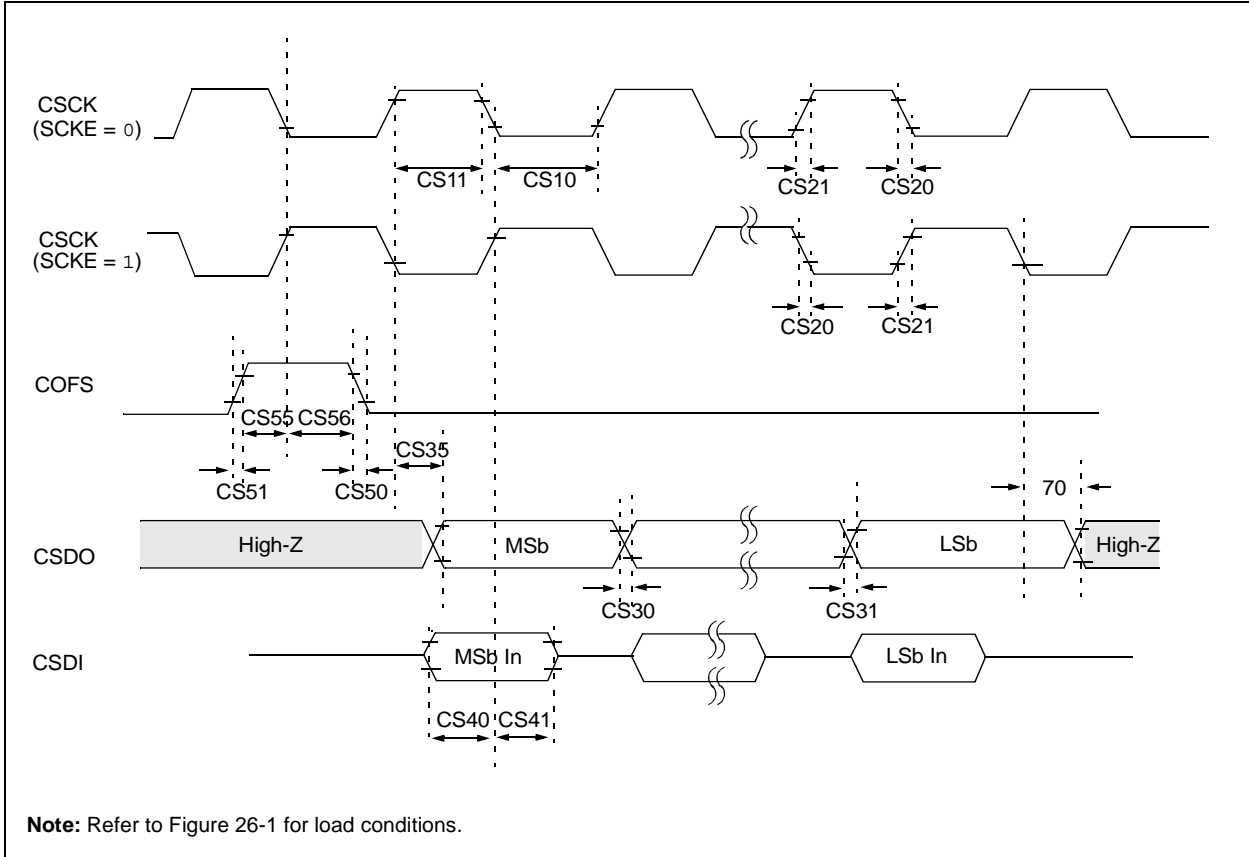 CSCK
(SCKE = 0)
CS11
CS10
CS21
CS20
CSCK
(SCKE = 1)
CS20
CS21
COFS
CS55
CS56
CS35
CS51
CS50
70
CSDO
High-Z
MSb
LSb
High-Z
CS30
CS31
CSDI
MSb In
LSb In
CS40
CS41
Note: Refer to Figure 26-1 for load conditions.